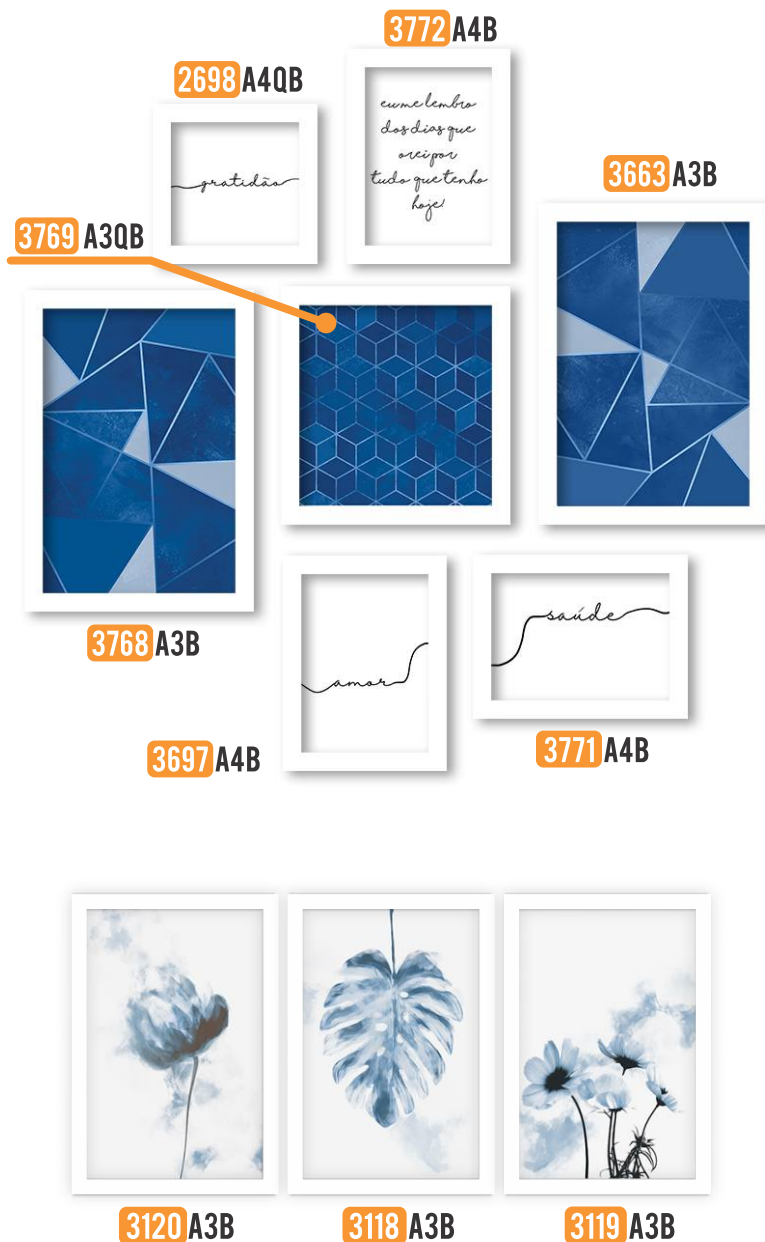 3772 A4B
2698 A4QB
eu me lembro
dos dias que
orei por
tudo que tenho
hoje!
gratidão
3663 A3B
3769 A3QB
3768 A3B
amor
saúde
3697 A4B
3771 A4B
3120 A3B
3118 A3B
3119 A3B